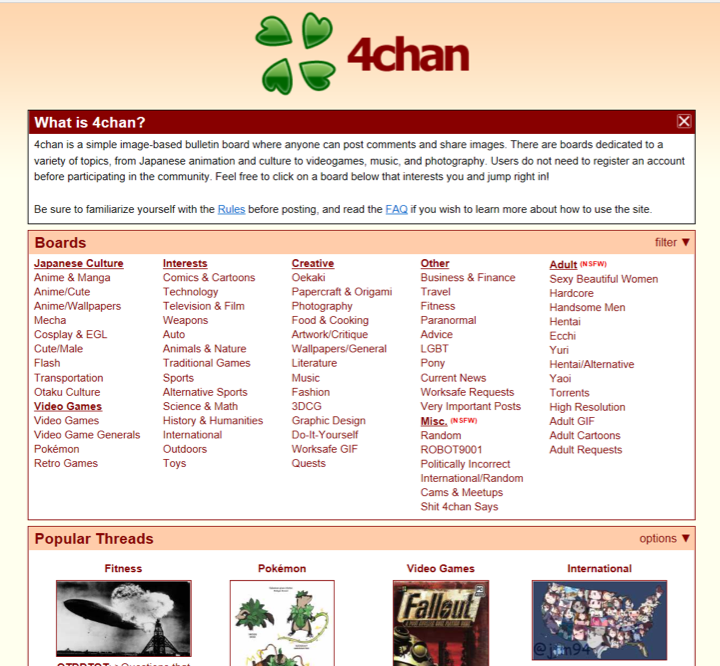 4chan
What is 4chan?
4chan is a simple image-based bulletin board where anyone can post comments and share images. There are boards dedicated to a
variety of topics, from Japanese animation and culture to videogames, music, and photography. Users do not need to register an account
before participating in the community. Feel free to click on a board below that interests you and jump right in!
Be sure to familiarize yourself with the Rules before posting, and read the FAQ if you wish to learn more about how to use the site.
Boards
filter ▼
Japanese Culture
Anime & Manga
Anime/Cute
Anime/Wallpapers
Mecha
Cosplay & EGL
Cute/Male
Flash
Transportation
Otaku Culture
Video Games
Video Games
Video Game Generals
Pokémon
Retro Games
Interests
Comics & Cartoons
Technology
Television & Film
Weapons
Auto
Animals & Nature
Traditional Games
Sports
Alternative Sports
Science & Math
History & Humanities
International
Outdoors
Toys
Creative
Oekaki
Papercraft & Origami
Photography
Food & Cooking
Artwork/Critique
Wallpapers/General
Literature
Music
Fashion
3DCG
Graphic Design
Do-It-Yourself
Worksafe GIF
Quests
Other
Business & Finance
Travel
Fitness
Paranormal
Advice
LGBT
Pony
Current News
Worksafe Requests
Very Important Posts
Misc. (NSFW)
Random
ROBOT9001
Politically Incorrect
International/Random
Cams & Meetups
Shit 4chan Says
Adult (NSFW)
Sexy Beautiful Women
Hardcore
Handsome Men
Hentai
Ecchi
Yuri
Hentai/Alternative
Yaoi
Torrents
High Resolution
Adult GIF
Adult Cartoons
Adult Requests
Popular Threads
options ▼
Fitness
Pokémon
Video Games
International
Fallout
@jim94
Questions that